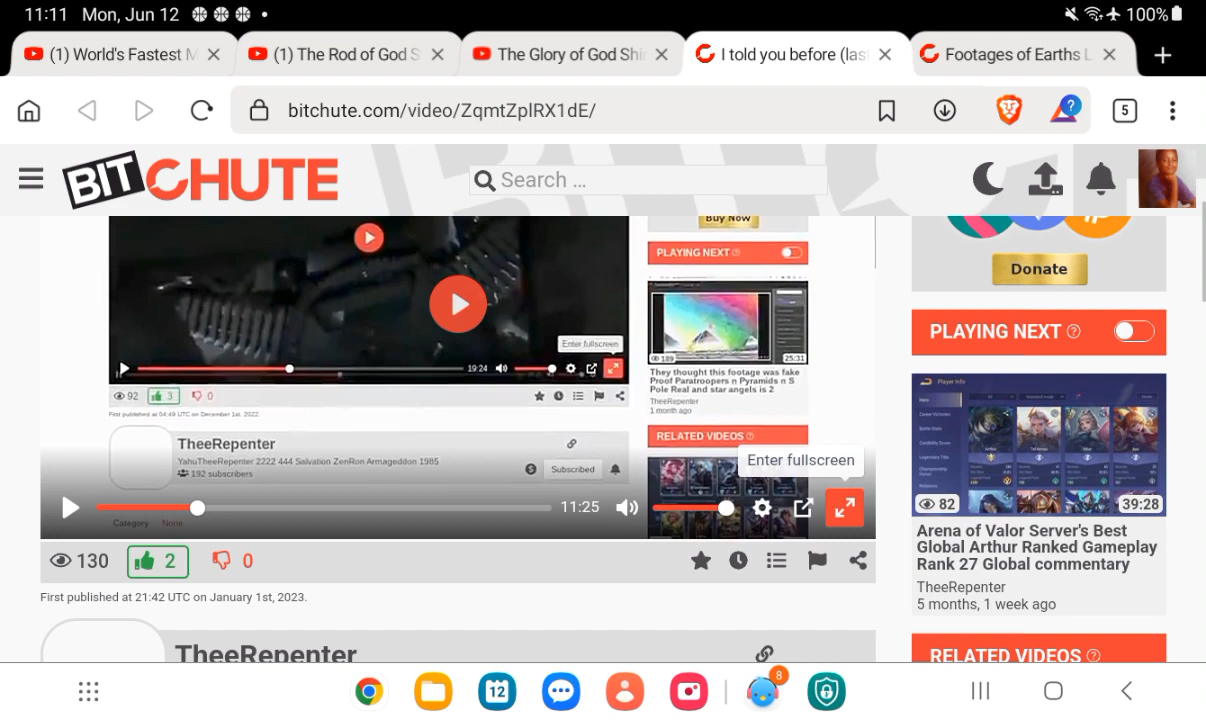 11:11 Mon, Jun 12
100%
(1) World's Fastest M
(1) The Rod of God S
The Glory of God Shi
I told you before (las
Footages of Earths L
bitchute.com/video/ZqmtZplRX1dE/
5
BITCHUTE
Search ...
Buy Now
PLAYING NEXT
Donate
PLAYING NEXT
Enter fullscreen
19:24
189
25:31
They thought this footage was fake
Proof Paratroopers n Pyramids n S
Pole Real and star angels is 2
TheeRepenter
1 month ago
92 3 0
First published at 04:49 UTC on December 1st, 2022.
TheeRepenter
YahuTheeRepenter 2222 444 Salvation ZenRon Armageddon 1985
192 subscribers
Subscribed
RELATED VIDEOS
Enter fullscreen
11:25
Category None
Player Info
82
39:28
Arena of Valor Server's Best
Global Arthur Ranked Gameplay
Rank 27 Global commentary
TheeRepenter
5 months, 1 week ago
130 2 0
First published at 21:42 UTC on January 1st, 2023.
TheeRepenter
RELATED VIDEOS
12
8